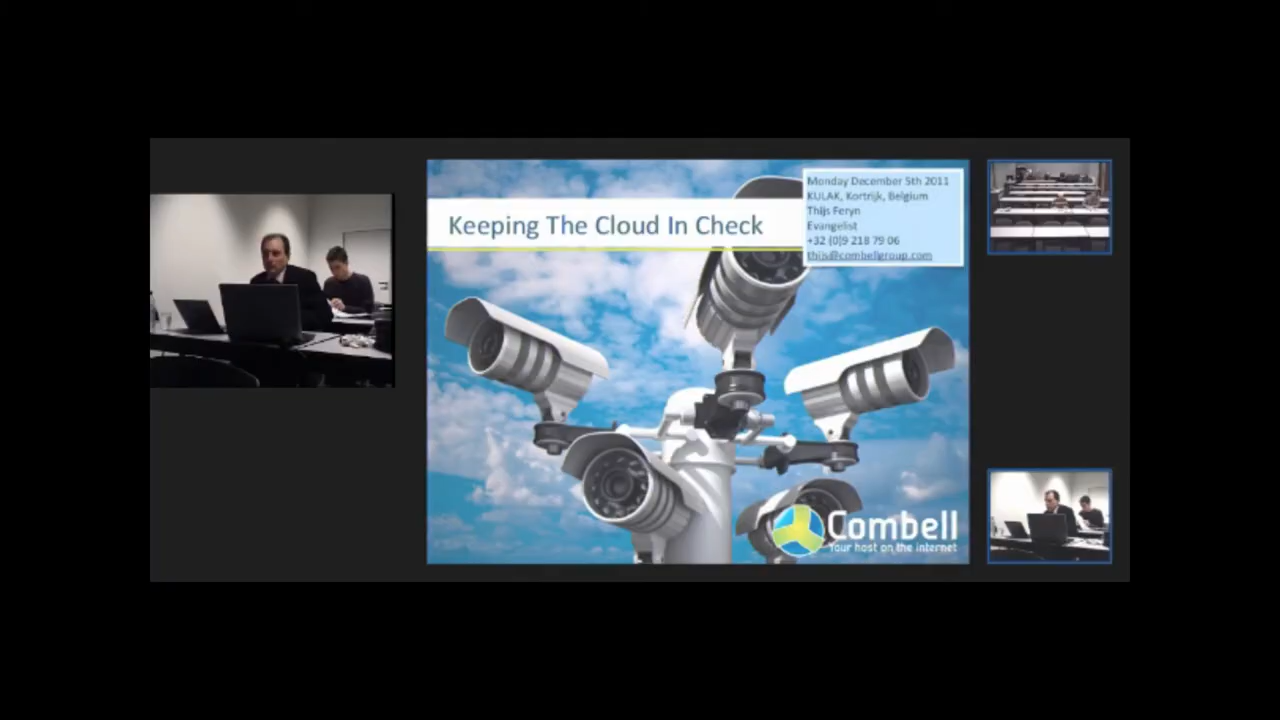 Keeping The Cloud In Check
Monday December 5th 2011
KULAK, Kortrijk, Belgium
Thijs Feryn
Evangelist
+32 (0)9 218 79 06
thijs@combellgroup.com
Combell
Your host on the internet